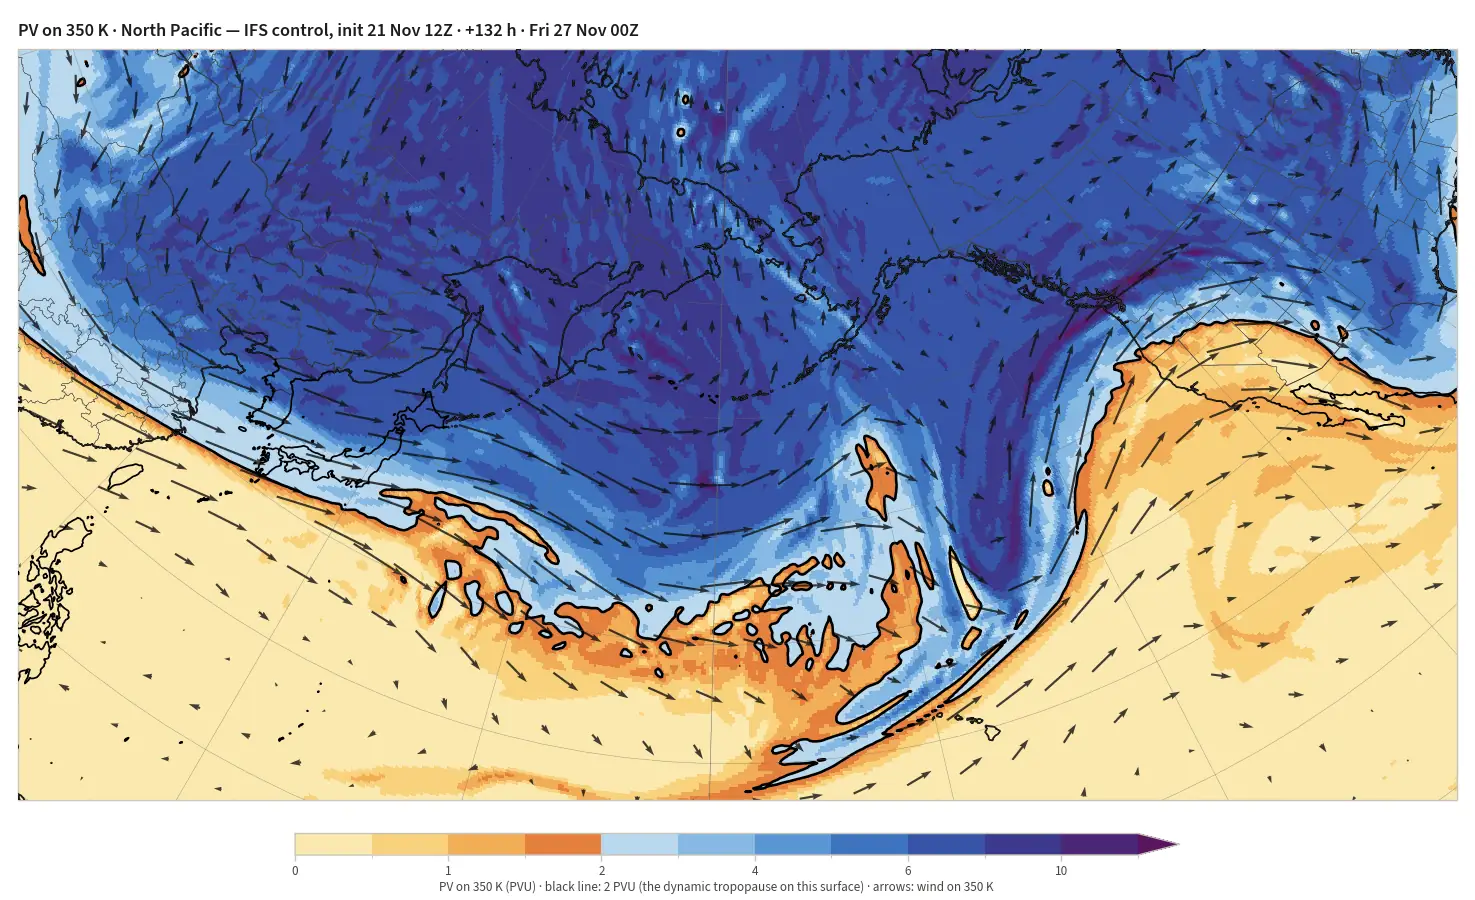 PV on 350 K · North Pacific — IFS control, init 21 Nov 12Z · +132 h · Fri 27 Nov 00Z
0 1 2 4 6 10
PV on 350 K (PVU) · black line: 2 PVU (the dynamic tropopause on this surface) · arrows: wind on 350 K